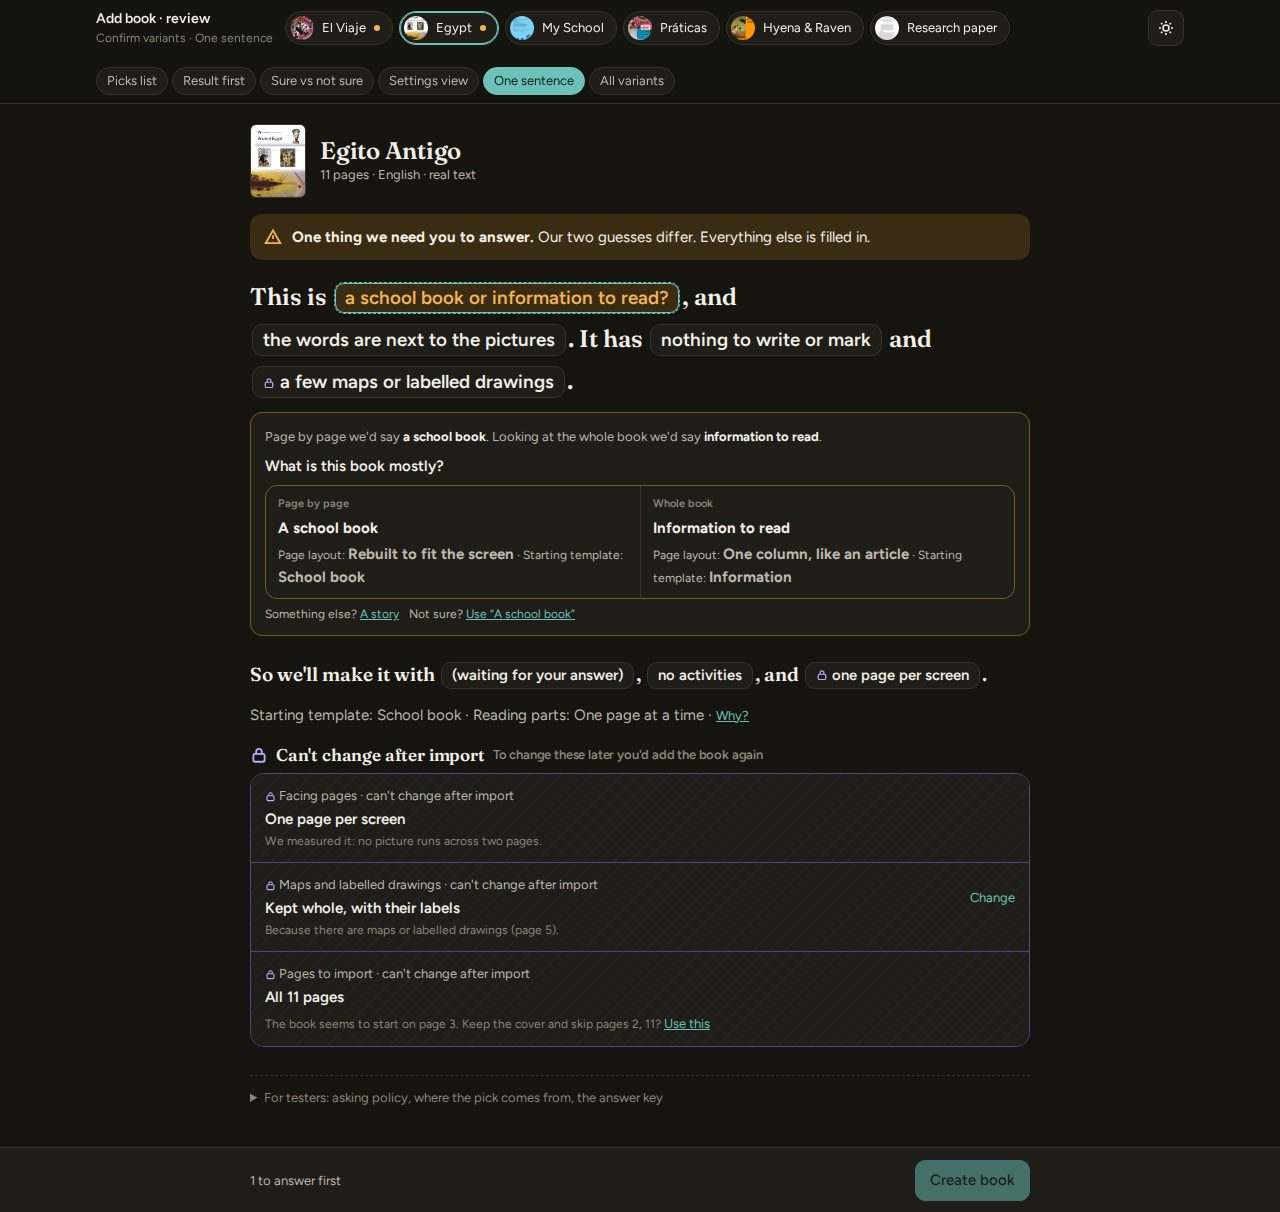 Add book · review
Confirm variants · One sentence
El Viaje
Egypt
My School
Práticas
Hyena & Raven
Research paper
Picks list
Result first
Sure vs not sure
Settings view
One sentence
All variants
Egito Antigo
11 pages · English · real text
One thing we need you to answer. Our two guesses differ. Everything else is filled in.
This is a school book or information to read? , and
the words are next to the pictures . It has nothing to write or mark and
a few maps or labelled drawings .
Page by page we'd say a school book. Looking at the whole book we'd say information to read.
What is this book mostly?
Page by page
A school book
Page layout: Rebuilt to fit the screen · Starting template:
School book
Whole book
Information to read
Page layout: One column, like an article · Starting
template: Information
Something else? A story Not sure? Use “A school book”
So we'll make it with (waiting for your answer) , no activities , and one page per screen .
Starting template: School book · Reading parts: One page at a time · Why?
Can't change after import To change these later you'd add the book again
Facing pages · can't change after import
One page per screen
We measured it: no picture runs across two pages.
Maps and labelled drawings · can't change after import
Kept whole, with their labels
Because there are maps or labelled drawings (page 5).
Change
Pages to import · can't change after import
All 11 pages
The book seems to start on page 3. Keep the cover and skip pages 2, 11? Use this
For testers: asking policy, where the pick comes from, the answer key
1 to answer first
Create book